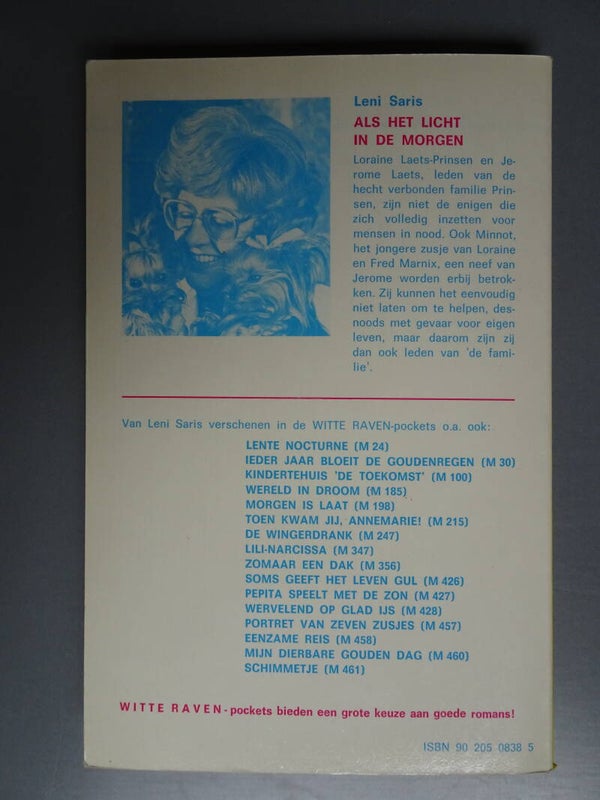 Leni Saris
ALS HET LICHT
IN DE MORGEN
Loraine Laets-Prinsen en Je-
rome Laets, leden van de
hecht verbonden familie Prin-
sen, zijn niet de enigen die
zich volledig inzetten voor
mensen in nood. Ook Minnot,
het jongere zusje van Loraine
en Fred Marnix, een neef van
Jerome worden erbij betrok-
ken. Zij kunnen het eenvoudig
niet laten om te helpen, des-
noods met gevaar voor eigen
leven, maar daarom zijn zij
dan ook leden van 'de fami-
lie'.
Van Leni Saris verschenen in de WITTE RAVEN-pockets o.a. ook:
LENTE NOCTURNE (M 24)
IEDER JAAR BLOEIT DE GOUDENREGEN (M 30)
KINDERTEHUIS 'DE TOEKOMST' (M 100)
WERELD IN DROOM (M 185)
MORGEN IS LAAT (M 198)
TOEN KWAM JIJ, ANNEMARIE! (M 215)
DE WINGERDRANK (M 247)
LILI-NARCISSA (M 347)
ZOMAAR EEN DAK (M 356)
SOMS GEEFT HET LEVEN GUL (M 426)
PEPITA SPEELT MET DE ZON (M 427)
WERVELEND OP GLAD IJS (M 428)
PORTRET VAN ZEVEN ZUSJES (M 457)
EENZAME REIS (M 458)
MIJN DIERBARE GOUDEN DAG (M 460)
SCHIMMETJE (M 461)
WITTE RAVEN-pockets bieden een grote keuze aan goede romans!
ISBN 90 205 0838 5